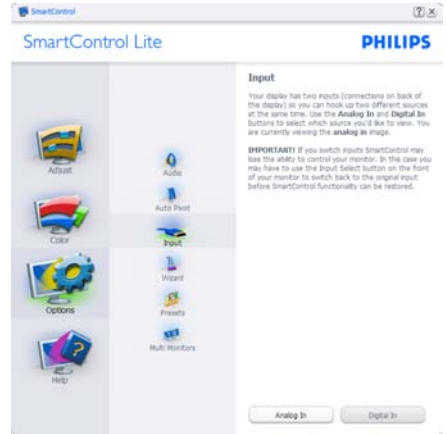 SmartControl
SmartControl Lite
PHILIPS
Adjust
Color
Options
Help
Audio
Auto Pivot
Input
Wizard
Presets
Multi Monitors
Input
Your display has two inputs (connections on back of
the display) so you can hook up two different sources
at the same time. Use the Analog In and Digital In
buttons to select which source you'd like to view. You
are currently viewing the analog in image.
IMPORTANT! If you switch inputs SmartControl may
lose the ability to control your monitor. In this case you
may have to use the Input Select button on the front
of your monitor to switch back to the original input
before SmartControl functionality can be restored.
Analog In
Digital In